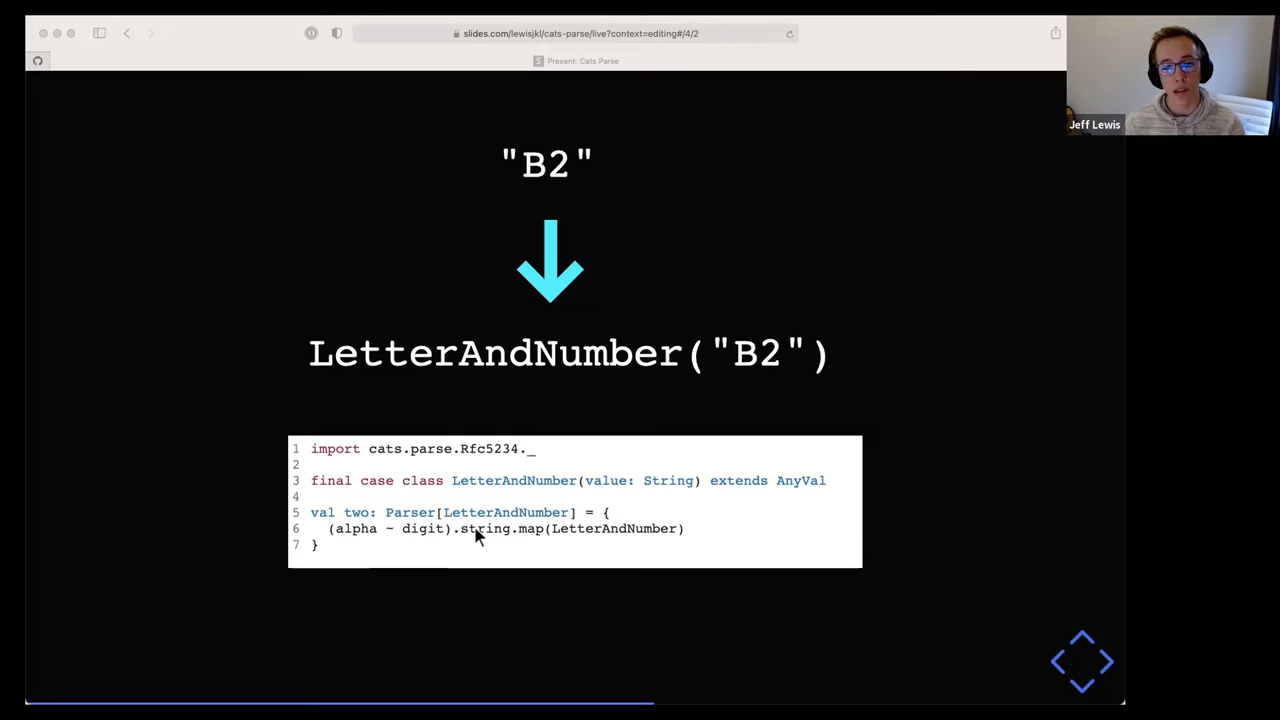 slides.com/lewisjkl/cats-parse/live?context=editing#/4/2
S Present: Cats Parse
Jeff Lewis
"B2"
LetterAndNumber("B2")
1 import cats.parse.Rfc5234._
2
3 final case class LetterAndNumber(value: String) extends AnyVal
4
5 val two: Parser[LetterAndNumber] = {
6 (alpha ~ digit).string.map(LetterAndNumber)
7 }